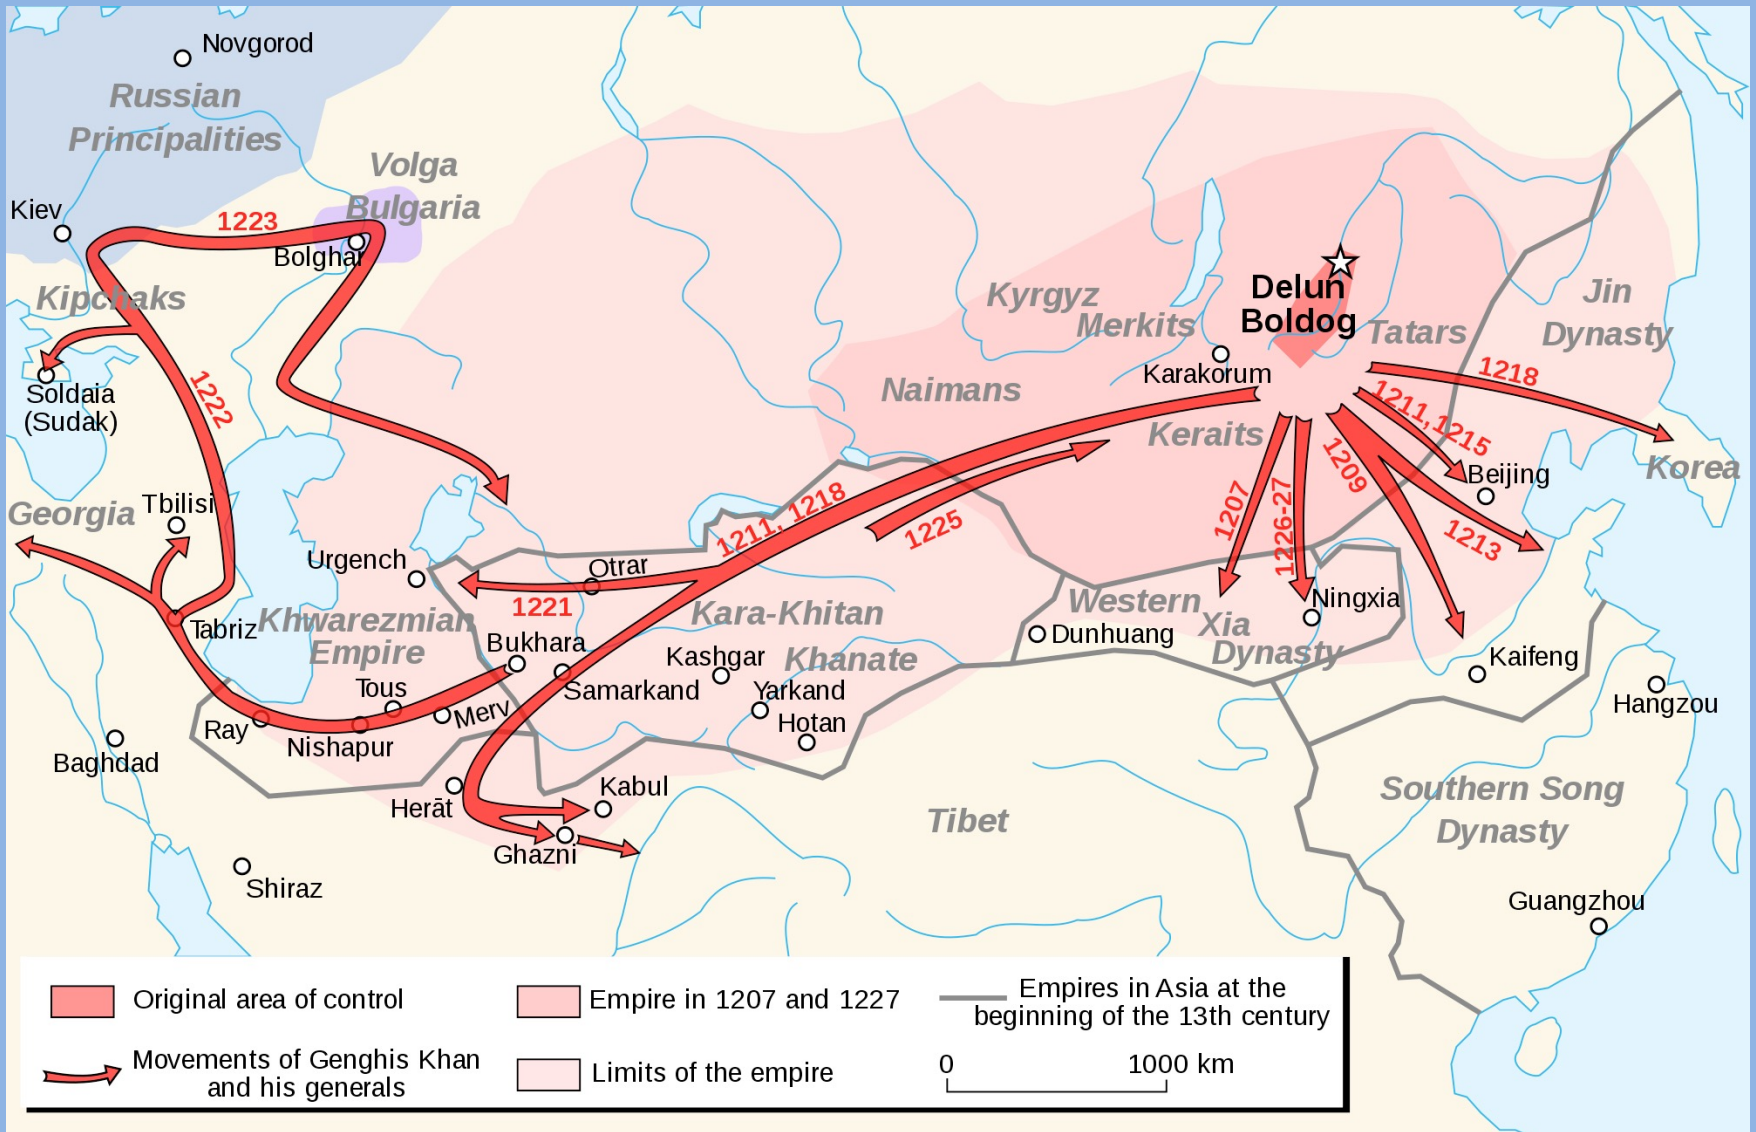 Novgorod
Russian
Principalities
Volga
Bulgaria
Kiev
1223
Bolghar
Kipchaks
Soldaia
(Sudak)
1222
Georgia
Tbilisi
Tabriz
Urgench
Khwarezmian
Empire
Otrar
1221
Bukhara
Samarkand
Tous
Merv
Ray
Nishapur
Baghdad
Herāt
Kabul
Ghazni
Shiraz
Kyrgyz
Merkits
Naimans
Karakorum
Keraits
Delun
Boldog
Tatars
Jin
Dynasty
1218
1211,1215
1209
1207
1226-27
1213
Beijing
Korea
1211, 1218
1225
Kara-Khitan
Khanate
Kashgar
Yarkand
Hotan
Western
Xia
Dynasty
Dunhuang
Ningxia
Kaifeng
Hangzou
Tibet
Southern Song
Dynasty
Guangzhou
Original area of control
Empire in 1207 and 1227
Empires in Asia at the
beginning of the 13th century
Movements of Genghis Khan
and his generals
Limits of the empire
0 1000 km